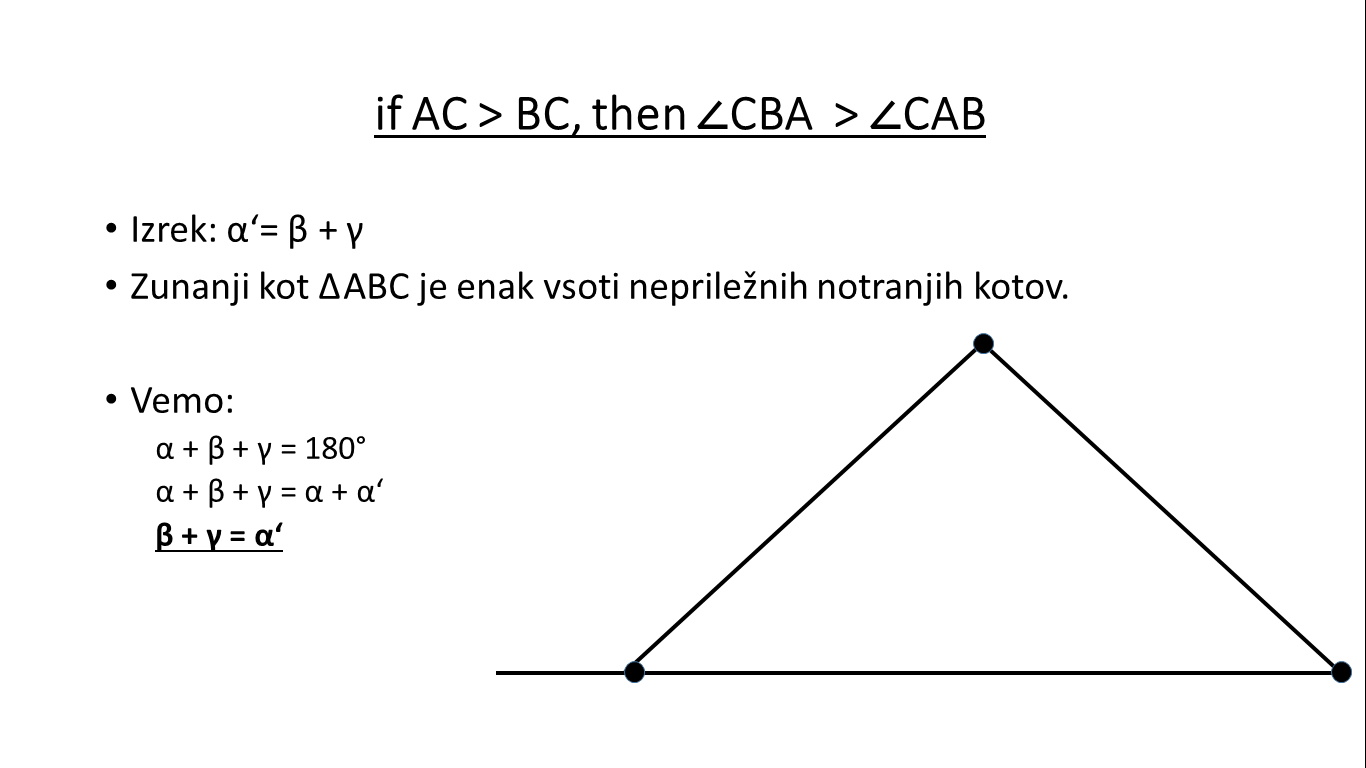 if AC > BC, then ∠CBA > ∠CAB
• Izrek: α‘= β + γ
• Zunanji kot ΔABC je enak vsoti nepriležnih notranjih kotov.
• Vemo:
α + β + γ = 180°
α + β + γ = α + α‘
β + γ = α‘